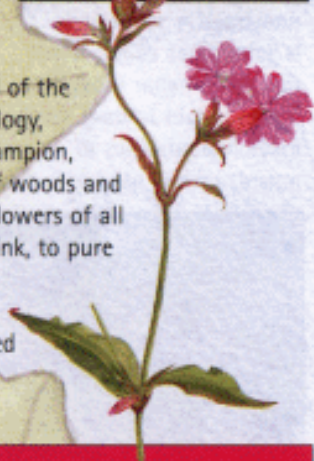 of the
logy,
ampion,
f woods and
lowers of all
nk, to pure
ed